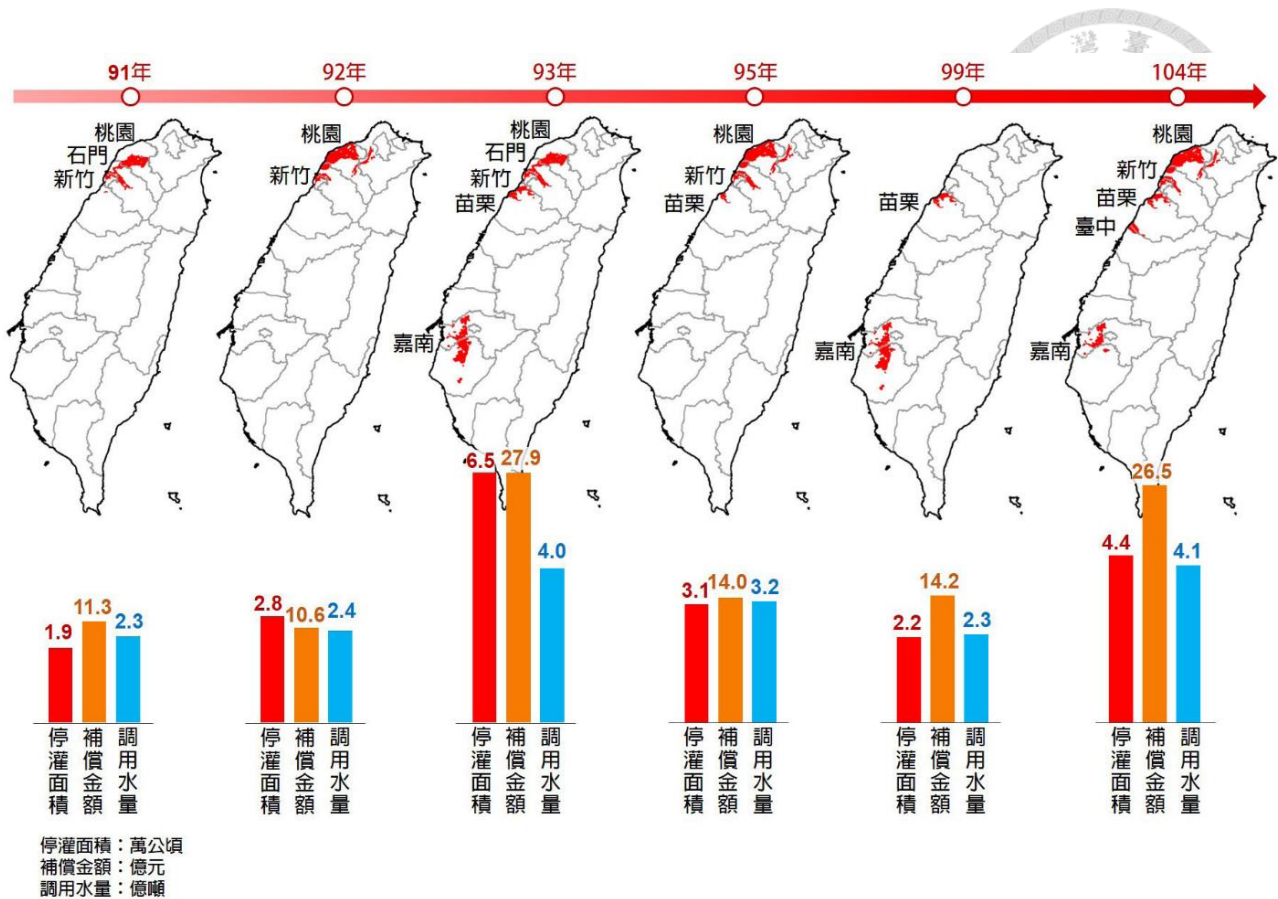 臺灣
91年
92年
93年
95年
99年
104年
桃園
石門
新竹
桃園
新竹
桃園
石門
新竹
苗栗
嘉南
桃園
新竹
苗栗
苗栗
嘉南
桃園
新竹
苗栗
臺中
嘉南
1.9
11.3
2.3
2.8
10.6
2.4
6.5
27.9
4.0
3.1
14.0
3.2
2.2
14.2
2.3
4.4
26.5
4.1
停灌面積
補償金額
調用水量
停灌面積
補償金額
調用水量
停灌面積
補償金額
調用水量
停灌面積
補償金額
調用水量
停灌面積
補償金額
調用水量
停灌面積
補償金額
調用水量
停灌面積：萬公頃
補償金額：億元
調用水量：億噸